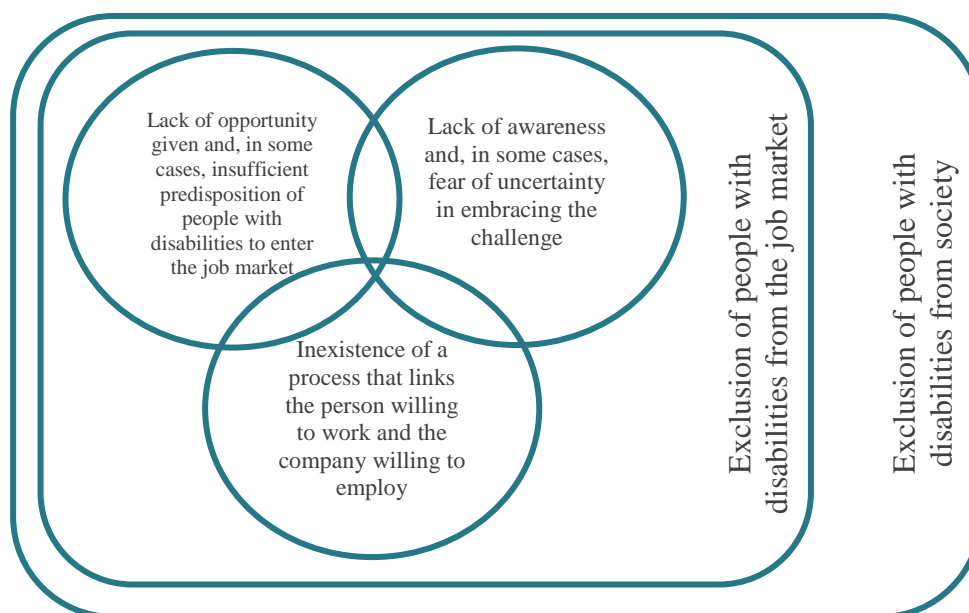 Lack of opportunity
given and, in some
cases, insufficient
predisposition of
people with
disabilities to enter
the job market
Lack of awareness
and, in some cases,
fear of uncertainty
in embracing the
challenge
Inexistence of a
process that links
the person willing
to work and the
company willing to
employ
Exclusion of people with
disabilities from the job market
Exclusion of people with
disabilities from society